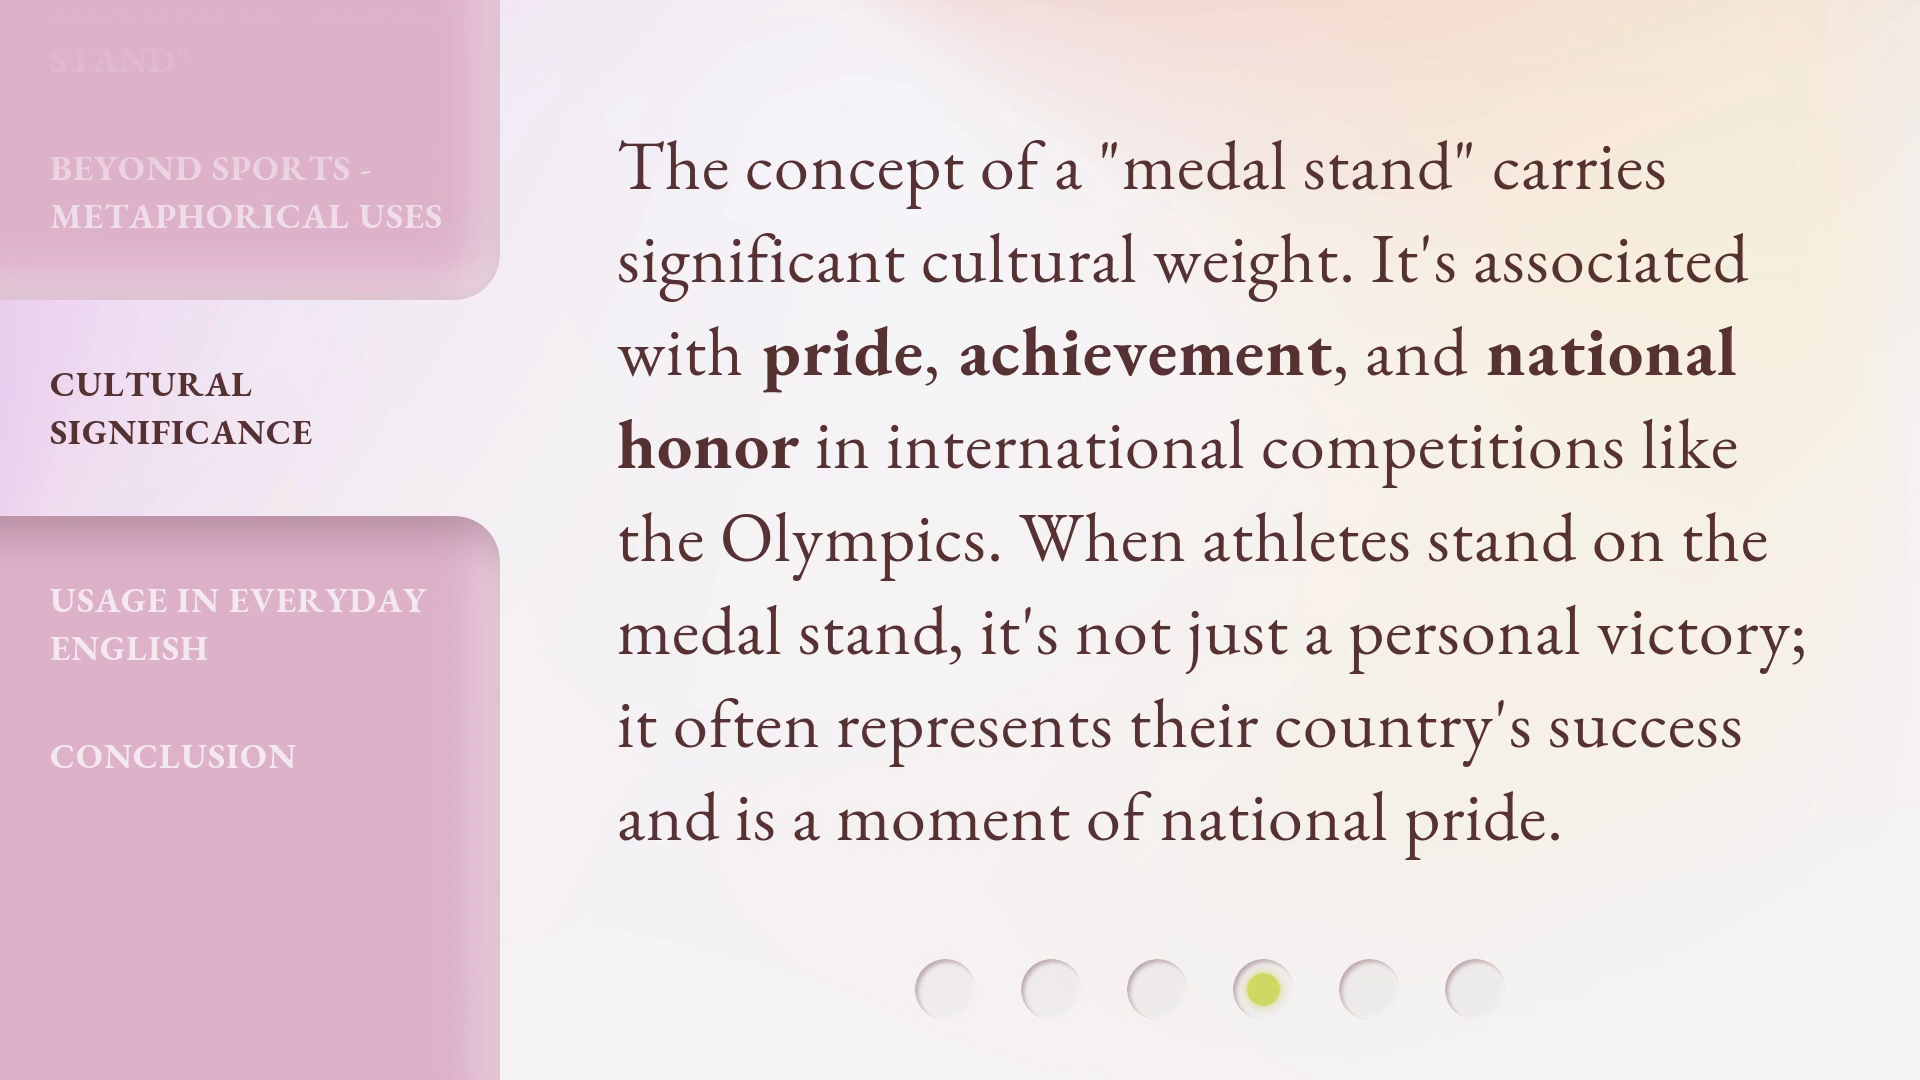 STAND"
BEYOND SPORTS -
METAPHORICAL USES
CULTURAL
SIGNIFICANCE
USAGE IN EVERYDAY
ENGLISH
CONCLUSION
The concept of a "medal stand" carries
significant cultural weight. It's associated
with pride, achievement, and national
honor in international competitions like
the Olympics. When athletes stand on the
medal stand, it's not just a personal victory;
it often represents their country's success
and is a moment of national pride.